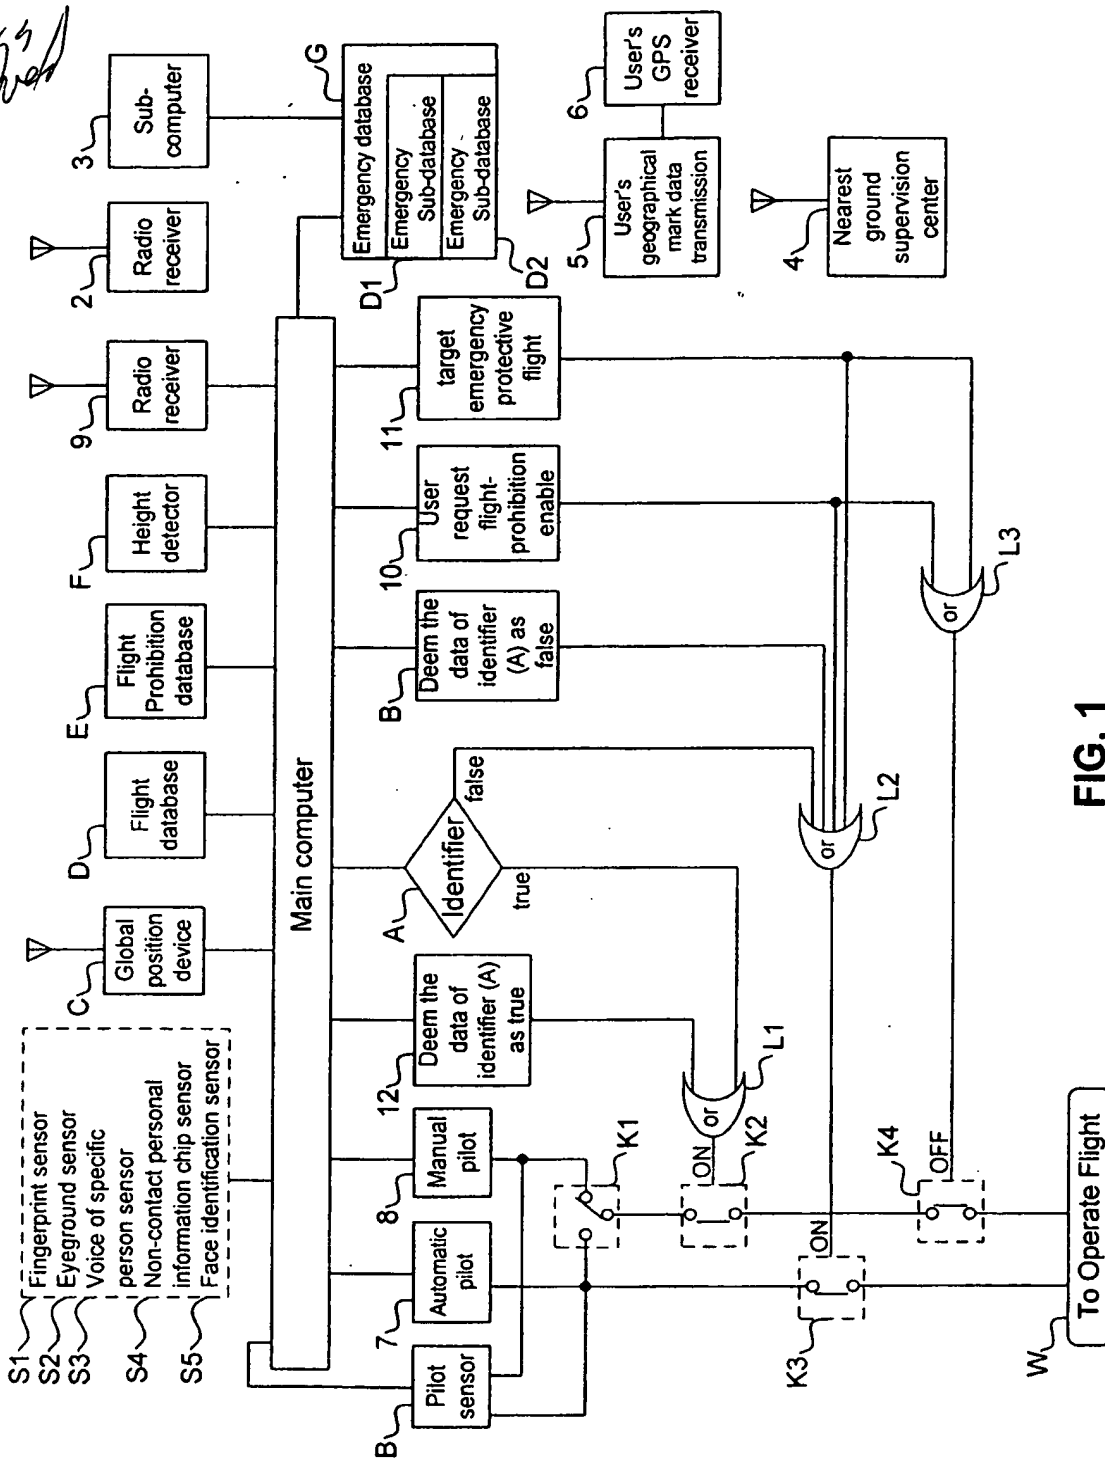 S1
Fingerprint sensor
S2
Eyeground sensor
S3
Voice of specific
person sensor
S4
Non-contact personal
information chip sensor
S5
Face identification sensor
C
Global
position
device
D
Flight
database
E
Flight
Prohibition
database
F
Height
detector
9
Radio
receiver
2
Radio
receiver
3
Sub-
computer
Main computer
G
Emergency database
Emergency
Sub-database
Emergency
Sub-database
D1
D2
B
Pilot
sensor
7
Automatic
pilot
8
Manual
pilot
12
Deem the
data of
identifier (A)
as true
A
Identifier
true
false
B
Deem the
data of
identifier
(A) as
false
10
User
request
flight-
prohibition
enable
11
target
emergency
protective
flight
5
User's
geographical
mark data
transmission
6
User's
GPS
receiver
4
Nearest
ground
supervision
center
K1
ON
K2
or
L1
K3
ON
or
L2
K4
OFF
or
L3
W
To Operate Flight
FIG. 1